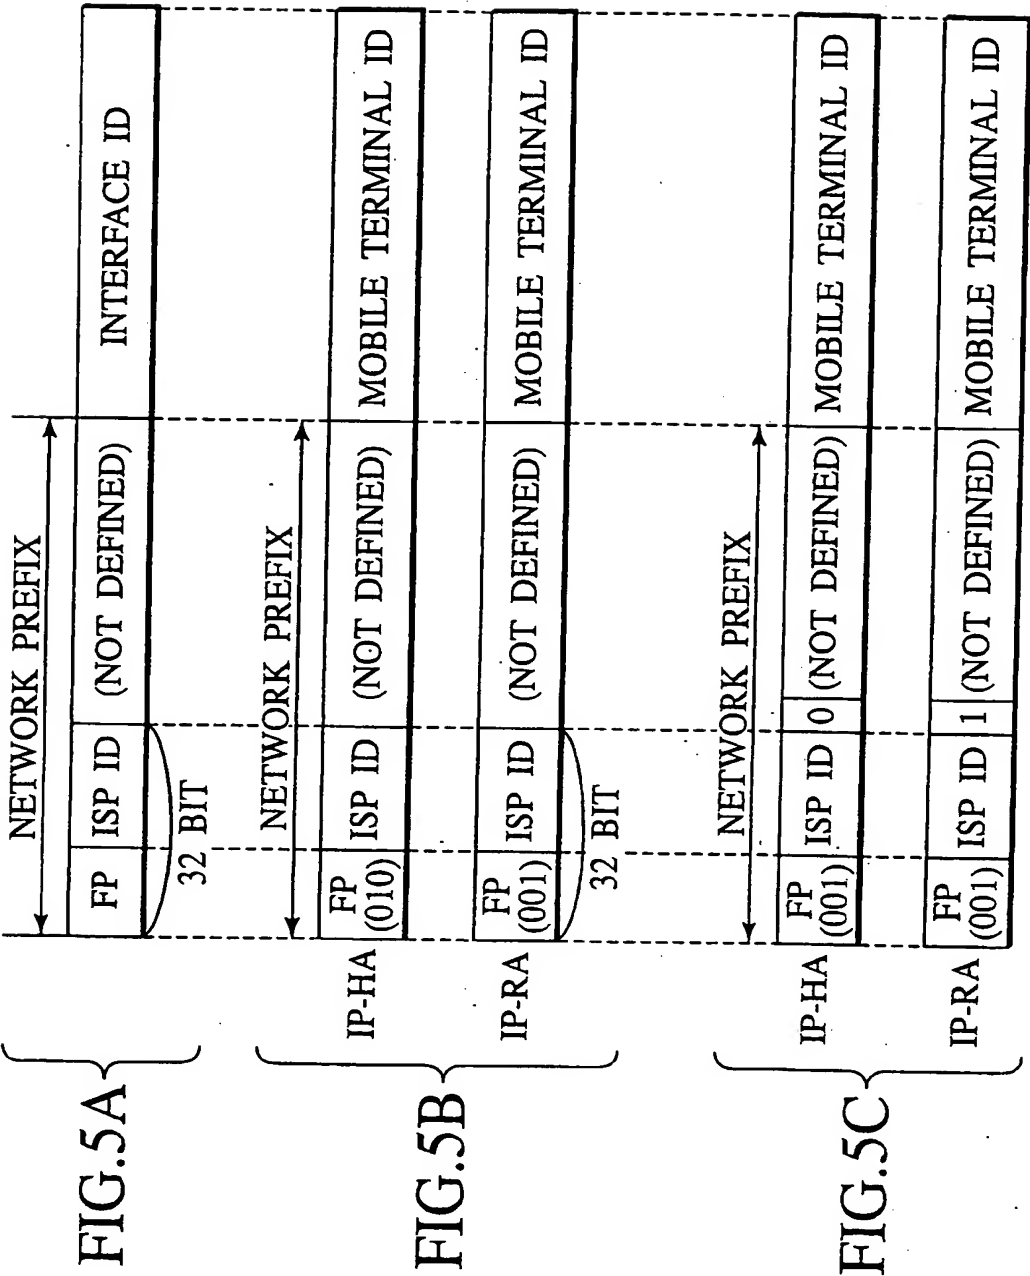 FIG.5A
NETWORK PREFIX
FP ISP ID (NOT DEFINED) INTERFACE ID
32 BIT
FIG.5B
NETWORK PREFIX
IP-HA FP (010) ISP ID (NOT DEFINED) MOBILE TERMINAL ID
IP-RA FP (001) ISP ID (NOT DEFINED) MOBILE TERMINAL ID
32 BIT
FIG.5C
NETWORK PREFIX
IP-HA FP (001) ISP ID 0 (NOT DEFINED) MOBILE TERMINAL ID
IP-RA FP (001) ISP ID 1 (NOT DEFINED) MOBILE TERMINAL ID